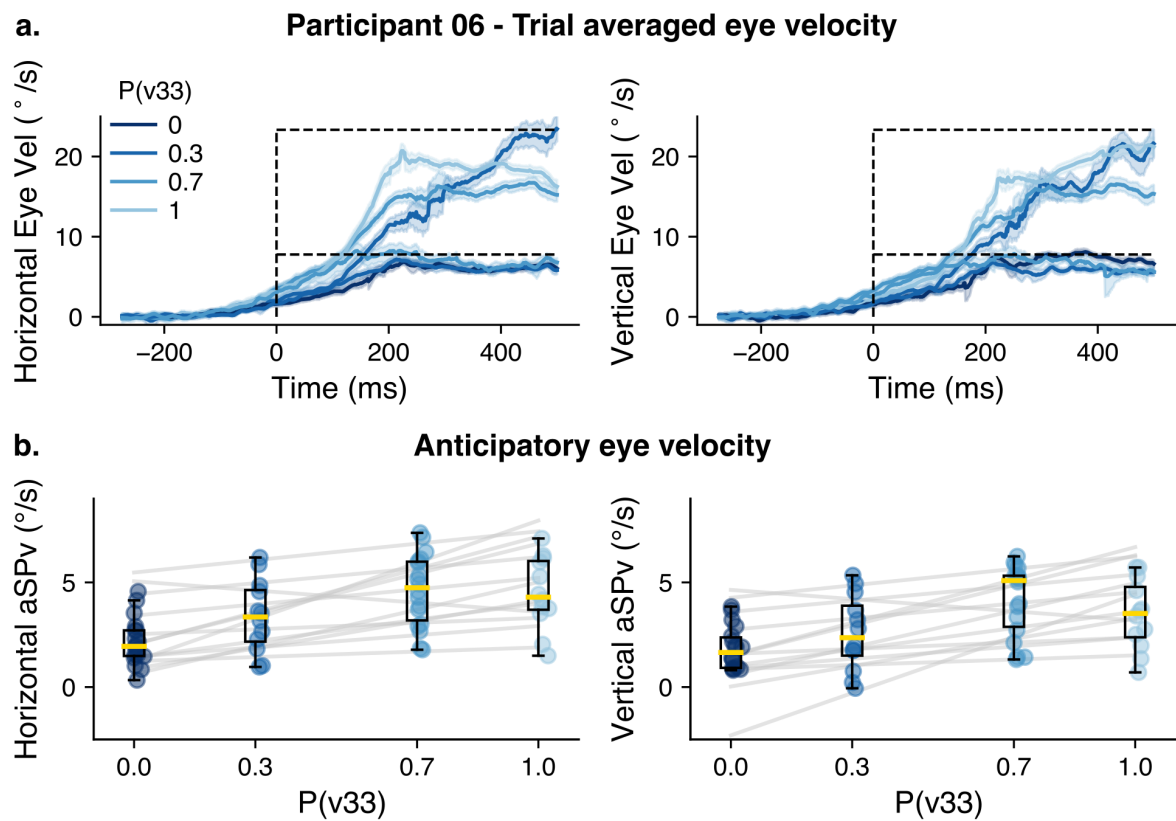 a.
Participant 06 - Trial averaged eye velocity
Horizontal Eye Vel (°/s)
P(v33)
0
0.3
0.7
1
20
10
0
−200 0 200 400
Time (ms)
Vertical Eye Vel (°/s)
20
10
0
−200 0 200 400
Time (ms)
b.
Anticipatory eye velocity
Horizontal aSPv (°/s)
5
0
0.0 0.3 0.7 1.0
P(v33)
Vertical aSPv (°/s)
5
0
0.0 0.3 0.7 1.0
P(v33)